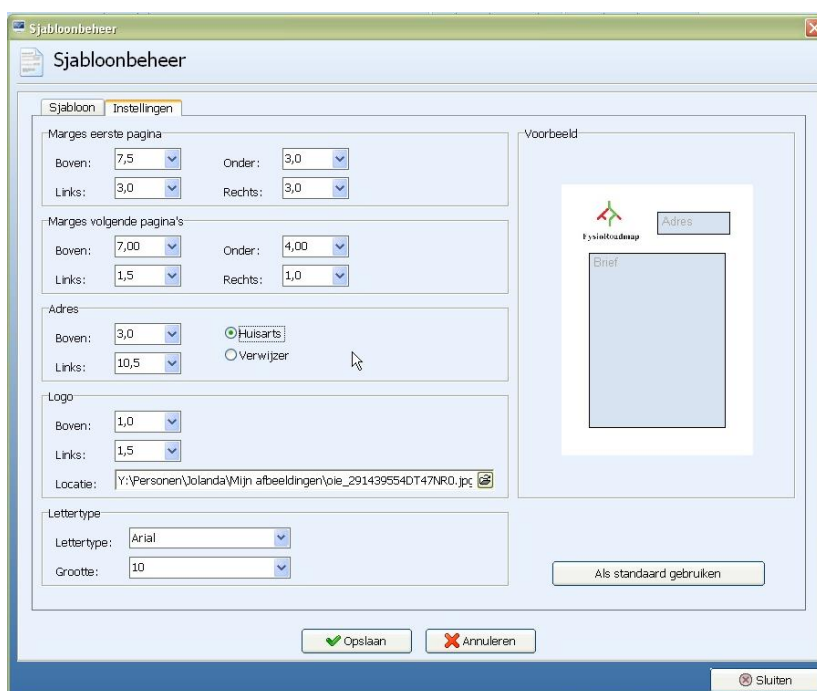 Sjabloonbeheer
Sjabloonbeheer
Sjabloon Instellingen
Marges eerste pagina
Boven: 7,5 Onder: 3,0
Links: 3,0 Rechts: 3,0
Marges volgende pagina's
Boven: 7,00 Onder: 4,00
Links: 1,5 Rechts: 1,0
Adres
Boven: 3,0 Huisarts
Verwijzer
Links: 10,5
Logo
Boven: 1,0
Links: 1,5
Locatie: Y:\Personen\Jolanda\Mijn afbeeldingen\oie_291439554DT47NR0.jpg
Lettertype
Lettertype: Arial
Grootte: 10
Voorbeeld
FysioRoadmap
Adres
Brief
Als standaard gebruiken
Opslaan Annuleren
Sluiten